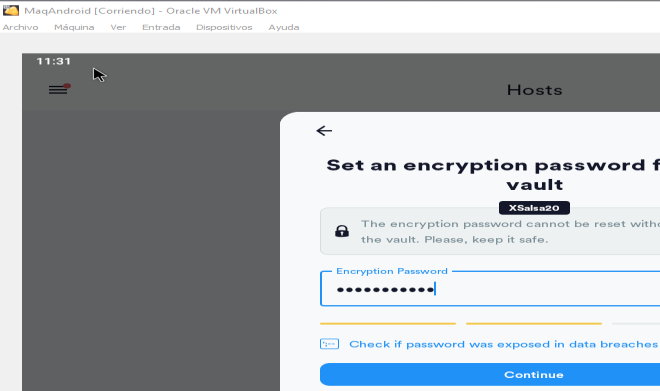 MaqAndroid [Corriendo] - Oracle VM VirtualBox
Archivo Máquina Ver Entrada Dispositivos Ayuda
11:31
Hosts
Set an encryption password f
vault
XSalsa20
The encryption password cannot be reset witho
the vault. Please, keep it safe.
Encryption Password
•••••••••••
Check if password was exposed in data breaches
Continue